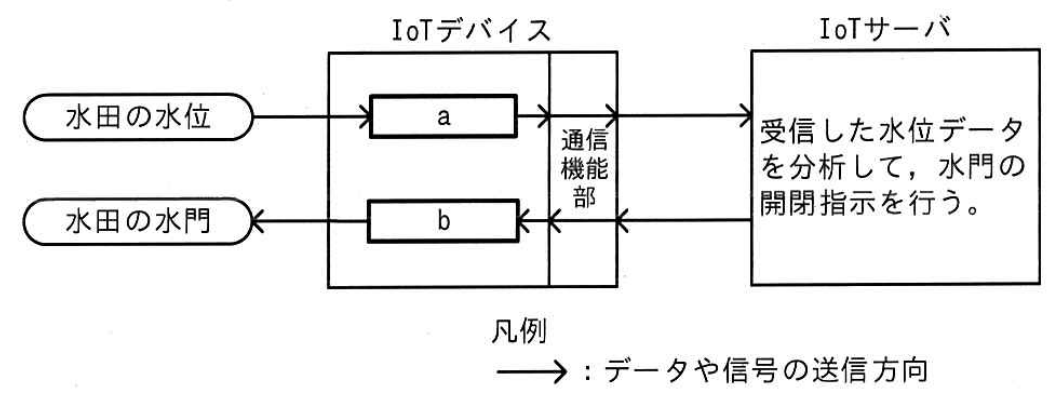 IoTデバイス
IoTサーバ
水田の水位
a
通信
機能
部
受信した水位データ
を分析して，水門の
開閉指示を行う。
水田の水門
b
凡例
：データや信号の送信方向